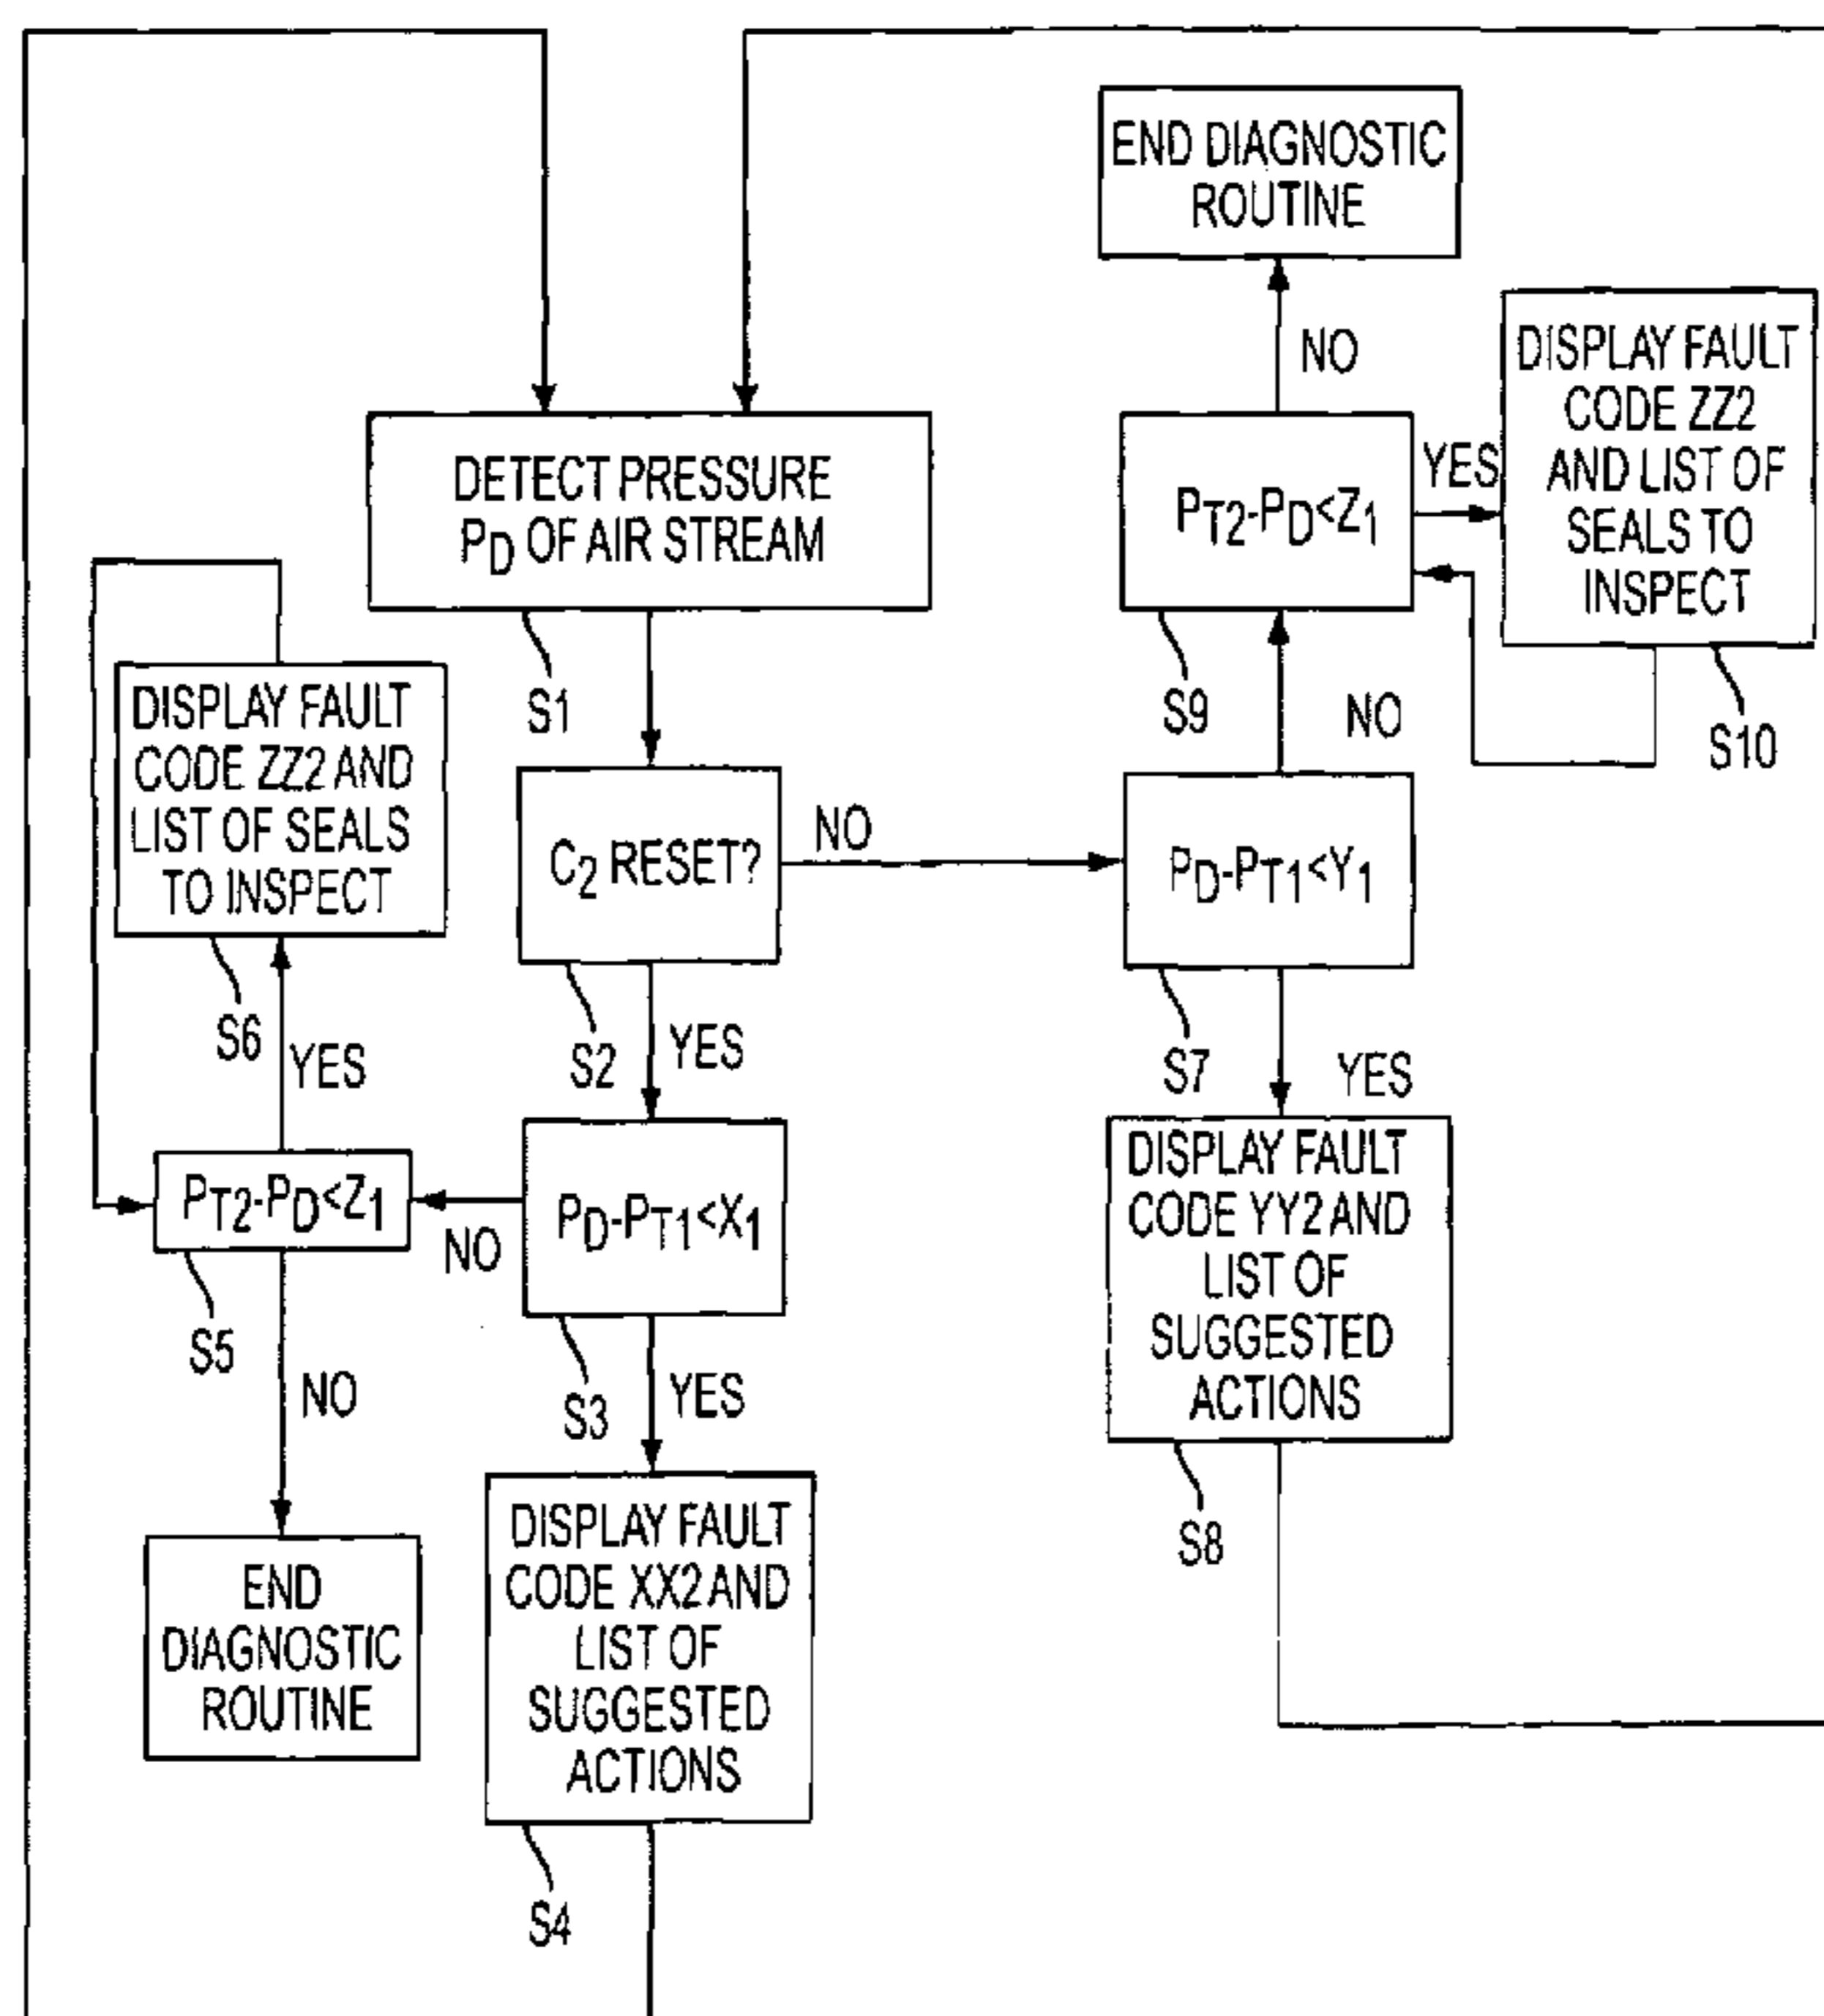 END DIAGNOSTIC
ROUTINE
NO
DISPLAY FAULT
CODE ZZ2
AND LIST OF
SEALS TO
INSPECT
S10
DETECT PRESSURE
PD OF AIR STREAM
S1
PT2-PD<Z1
YES
S9
NO
DISPLAY FAULT
CODE ZZ2 AND
LIST OF SEALS
TO INSPECT
S6
YES
C2 RESET?
NO
S2
YES
PD-PT1<Y1
S7
YES
PT2-PD<Z1
S5
NO
NO
PD-PT1<X1
S3
YES
DISPLAY FAULT
CODE YY2 AND
LIST OF
SUGGESTED
ACTIONS
S8
END
DIAGNOSTIC
ROUTINE
DISPLAY FAULT
CODE XX2 AND
LIST OF
SUGGESTED
ACTIONS
S4